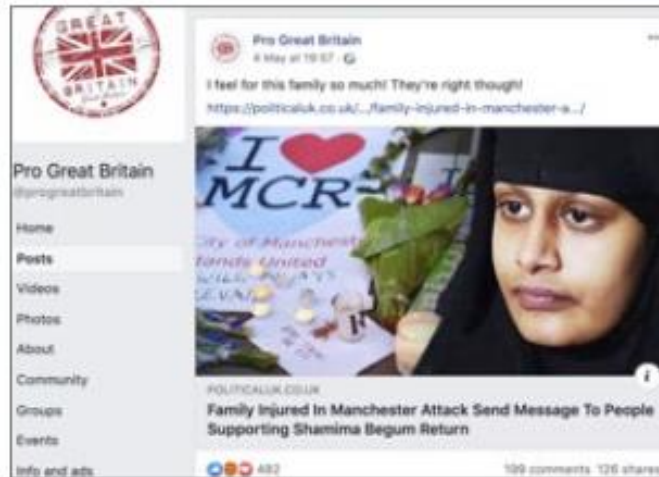 GREAT
BRITAIN
Pro Great Britain
@progreatbritain
Home
Posts
Videos
Photos
About
Community
Groups
Events
Info and ads
Pro Great Britain
4 May at 19:57
I feel for this family so much! They're right though!
https://politicaluk.co.uk/.../family-injured-in-manchester-a.../
I
MCR
City of Manchester
United
POLITICALUK.CO.UK
i
Family Injured In Manchester Attack Send Message To People
Supporting Shamima Begum Return
482
199 comments 126 shares